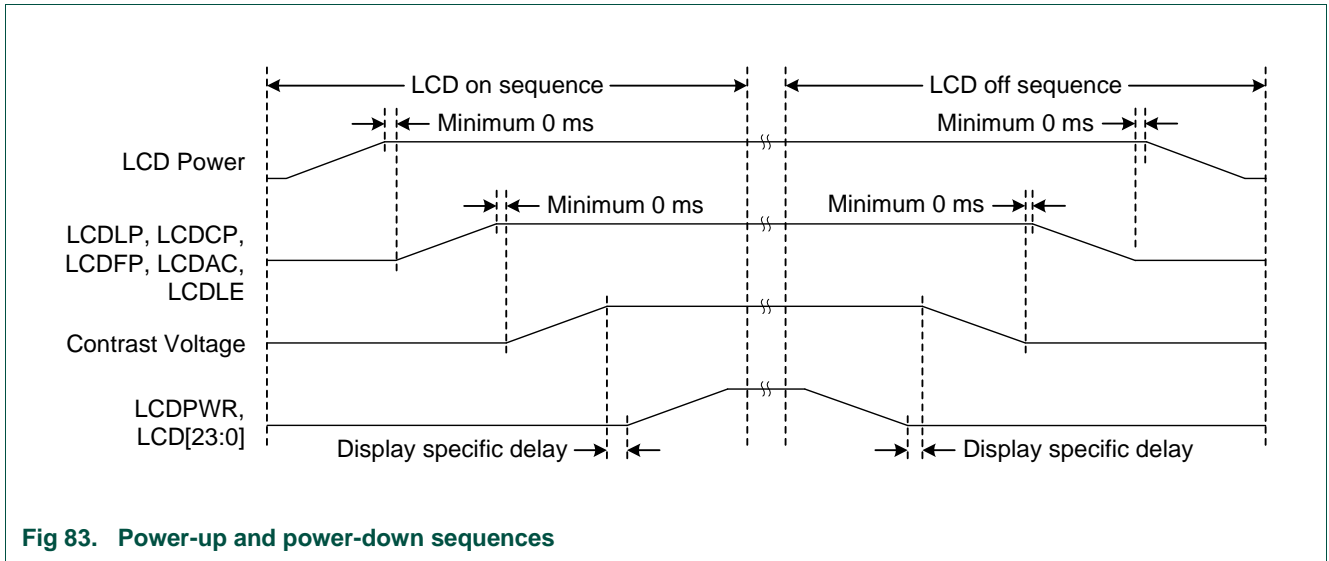 LCD on sequence
LCD off sequence
Minimum 0 ms
Minimum 0 ms
LCD Power
Minimum 0 ms
Minimum 0 ms
LCDLP, LCDCP,
LCDFP, LCDAC,
LCDLE
Contrast Voltage
LCDPWR,
LCD[23:0]
Display specific delay
Display specific delay
Fig 83. Power-up and power-down sequences